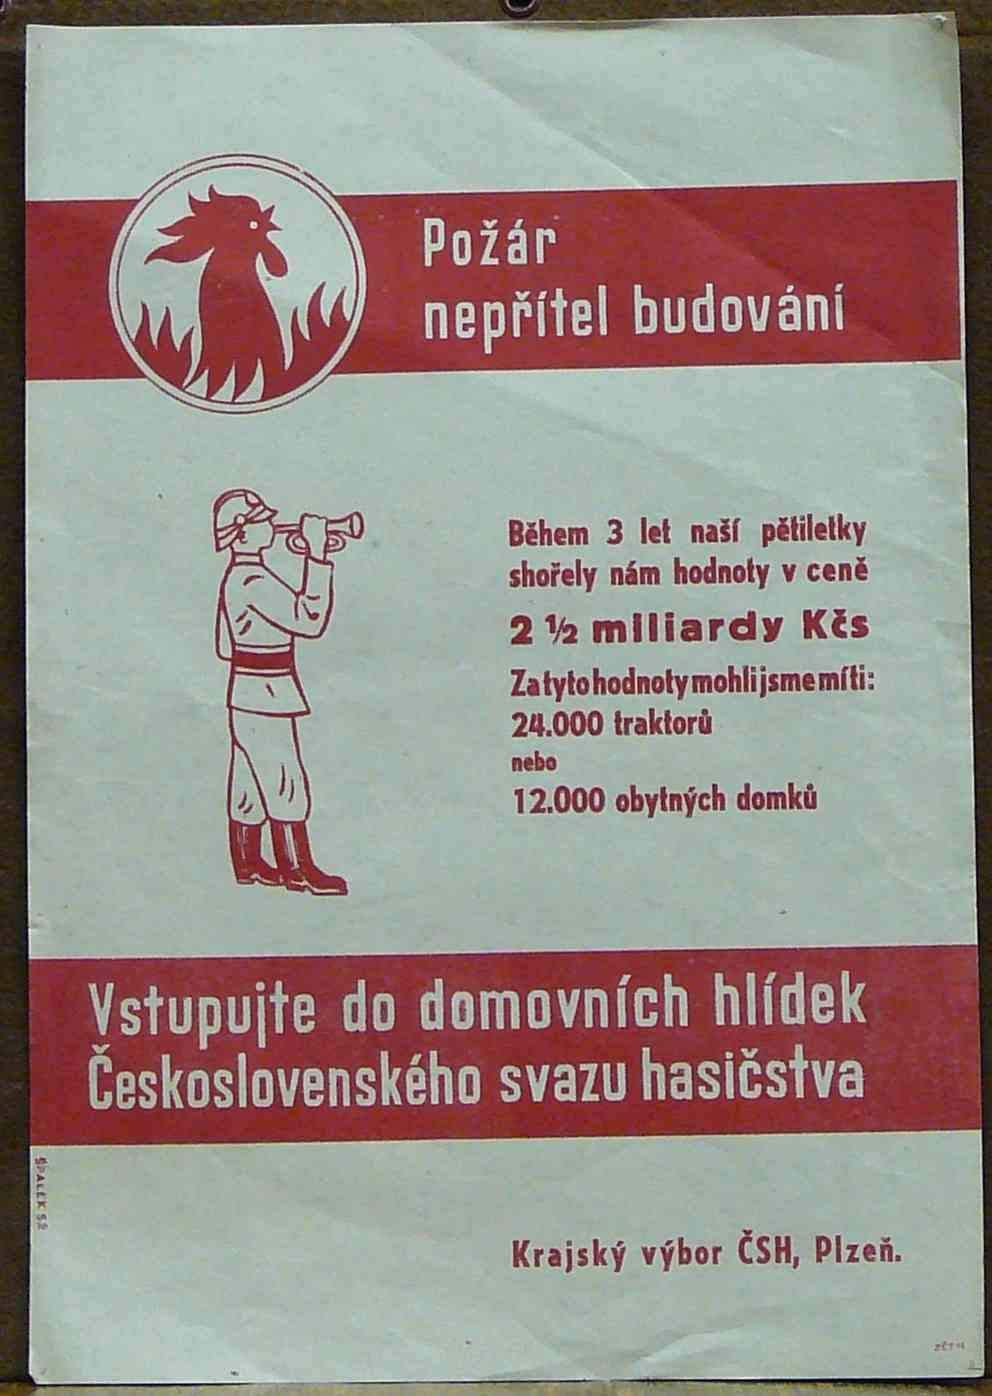 Požár
nepřítel budování
Během 3 let naší pětiletky
shořely nám hodnoty v ceně
2 ½ miliardy Kčs
Za tyto hodnoty mohli jsme míti:
24.000 traktorů
nebo
12.000 obytných domků
Vstupujte do domovních hlídek
Československého svazu hasičstva
ŠPALEK 52
Krajský výbor ČSH, Plzeň.